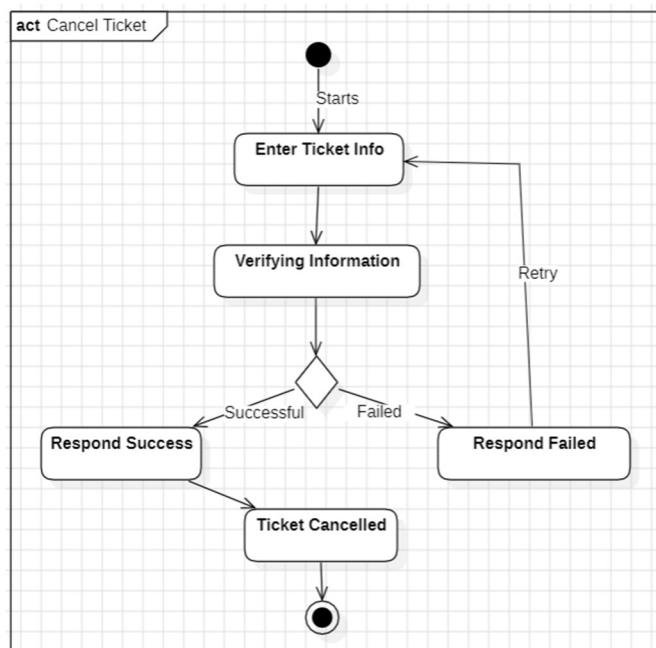 act Cancel Ticket
Starts
Enter Ticket Info
Verifying Information
Retry
Successful
Failed
Respond Success
Respond Failed
Ticket Cancelled